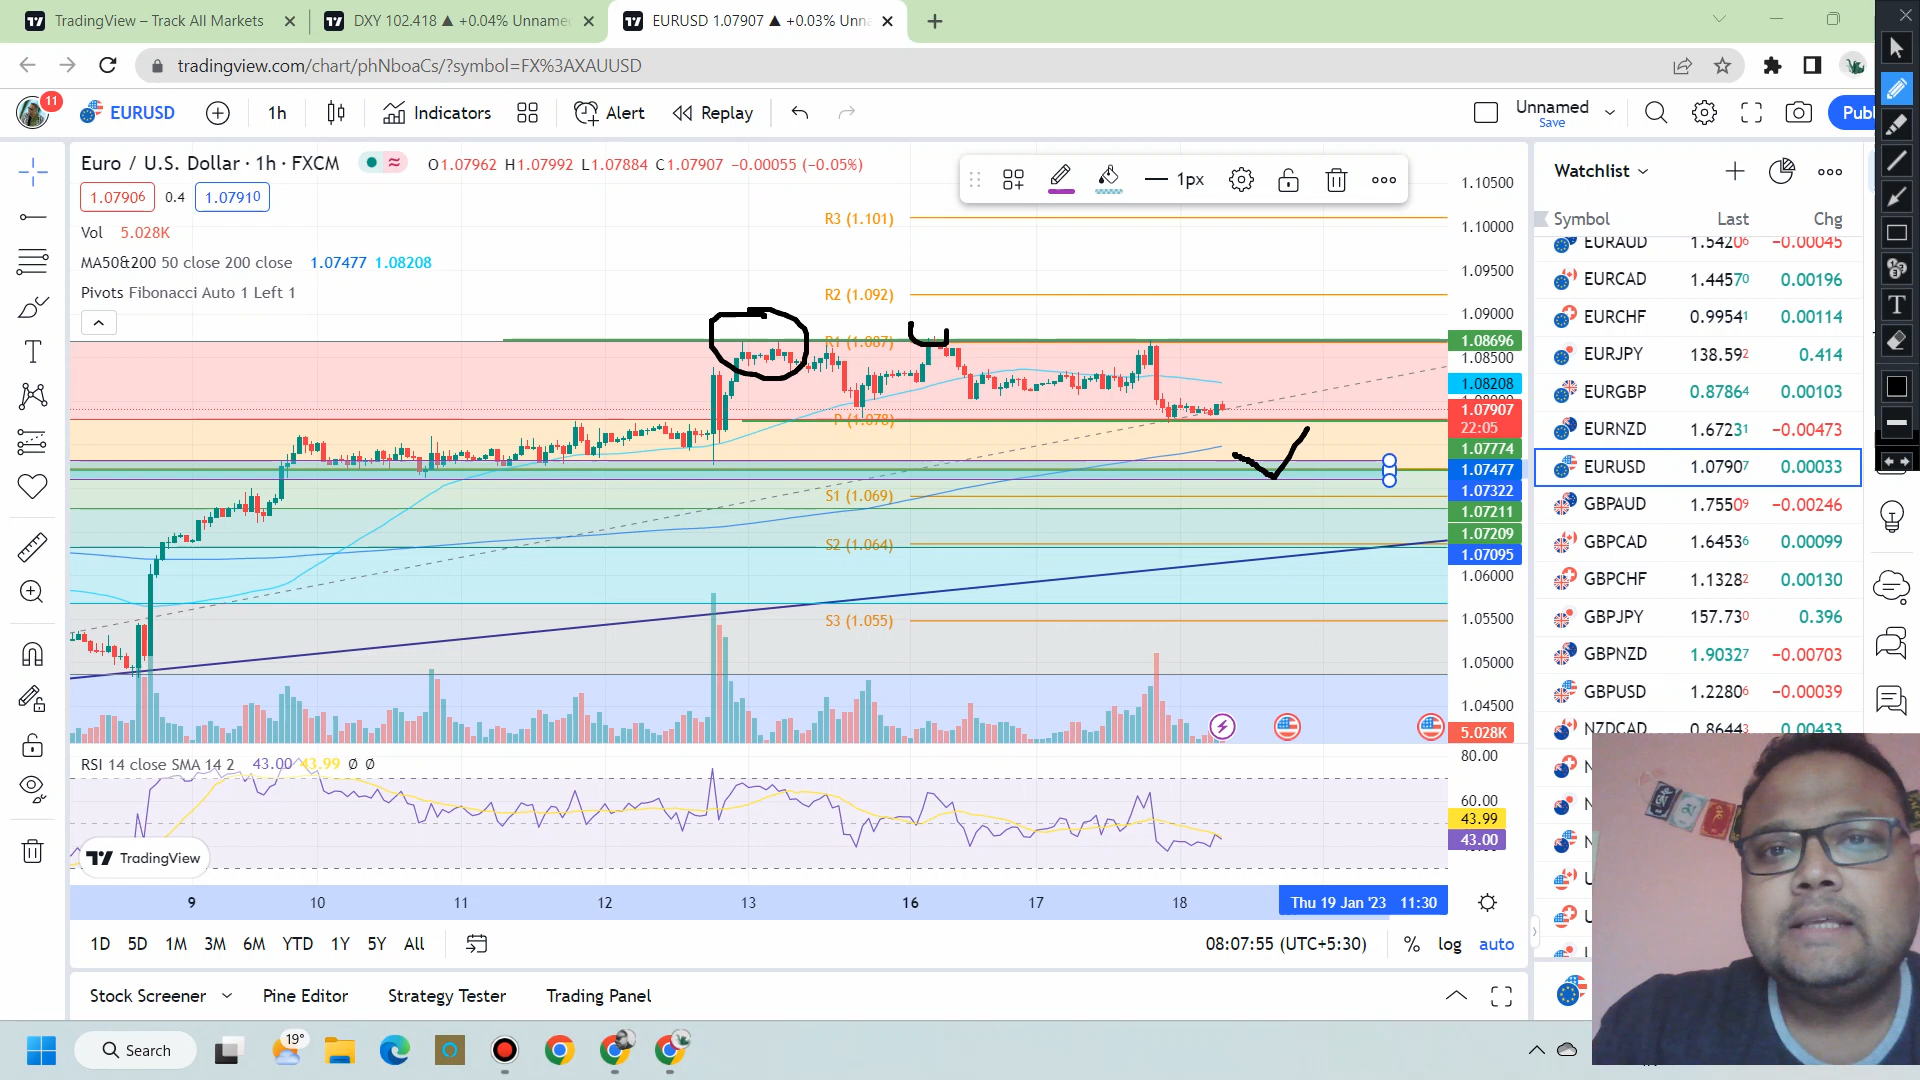 TradingView – Track All Markets
DXY 102.418 ▲ +0.04% Unname
EURUSD 1.07907 ▲ +0.03% Unna
tradingview.com/chart/phNboaCs/?symbol=FX%3AXAUUSD
11
EURUSD
1h
Indicators
Alert
Replay
Unnamed
Save
Publ
Euro / U.S. Dollar · 1h · FXCM
O1.07962 H1.07992 L1.07884 C1.07907 −0.00055 (−0.05%)
1.07906
0.4
1.07910
Vol 5.028K
MA50&200 50 close 200 close 1.07477 1.08208
Pivots Fibonacci Auto 1 Left 1
1px
R3 (1.101)
R2 (1.092)
R1 (1.087)
P (1.078)
S1 (1.069)
S2 (1.064)
S3 (1.055)
1.10500
1.10000
1.09500
1.09000
1.08696
1.08500
1.08208
1.07907
22:05
1.07774
1.07477
1.07322
1.07211
1.07209
1.07095
1.06000
1.05500
1.05000
1.04500
5.028K
RSI 14 close SMA 14 2 43.00 43.99 Ø Ø
80.00
60.00
43.99
43.00
TradingView
9
10
11
12
13
16
17
18
Thu 19 Jan '23 11:30
1D 5D 1M 3M 6M YTD 1Y 5Y All
08:07:55 (UTC+5:30)
%
log
auto
Stock Screener
Pine Editor
Strategy Tester
Trading Panel
Watchlist
Symbol Last Chg
EURAUD 1.54206 −0.00045
EURCAD 1.44570 0.00196
EURCHF 0.99541 0.00114
EURJPY 138.592 0.414
EURGBP 0.87864 0.00103
EURNZD 1.67231 −0.00473
EURUSD 1.07907 0.00033
GBPAUD 1.75509 −0.00246
GBPCAD 1.64536 0.00099
GBPCHF 1.13282 0.00130
GBPJPY 157.730 0.396
GBPNZD 1.90327 −0.00703
GBPUSD 1.22806 −0.00039
NZDCAD 0.86443 0.00433
19°
Search